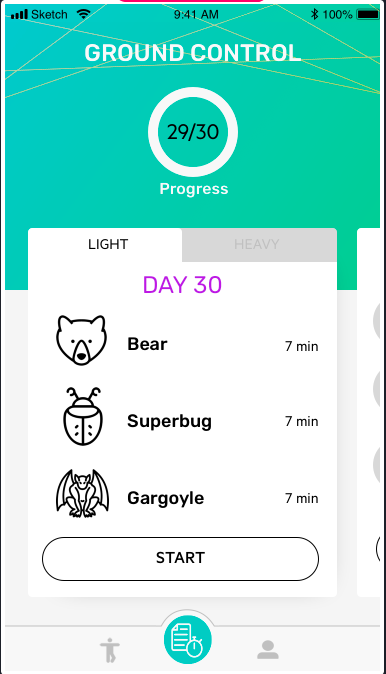 Sketch 9:41 AM 100%
GROUND CONTROL
29/30
Progress
LIGHT HEAVY
DAY 30
Bear 7 min
Superbug 7 min
Gargoyle 7 min
START